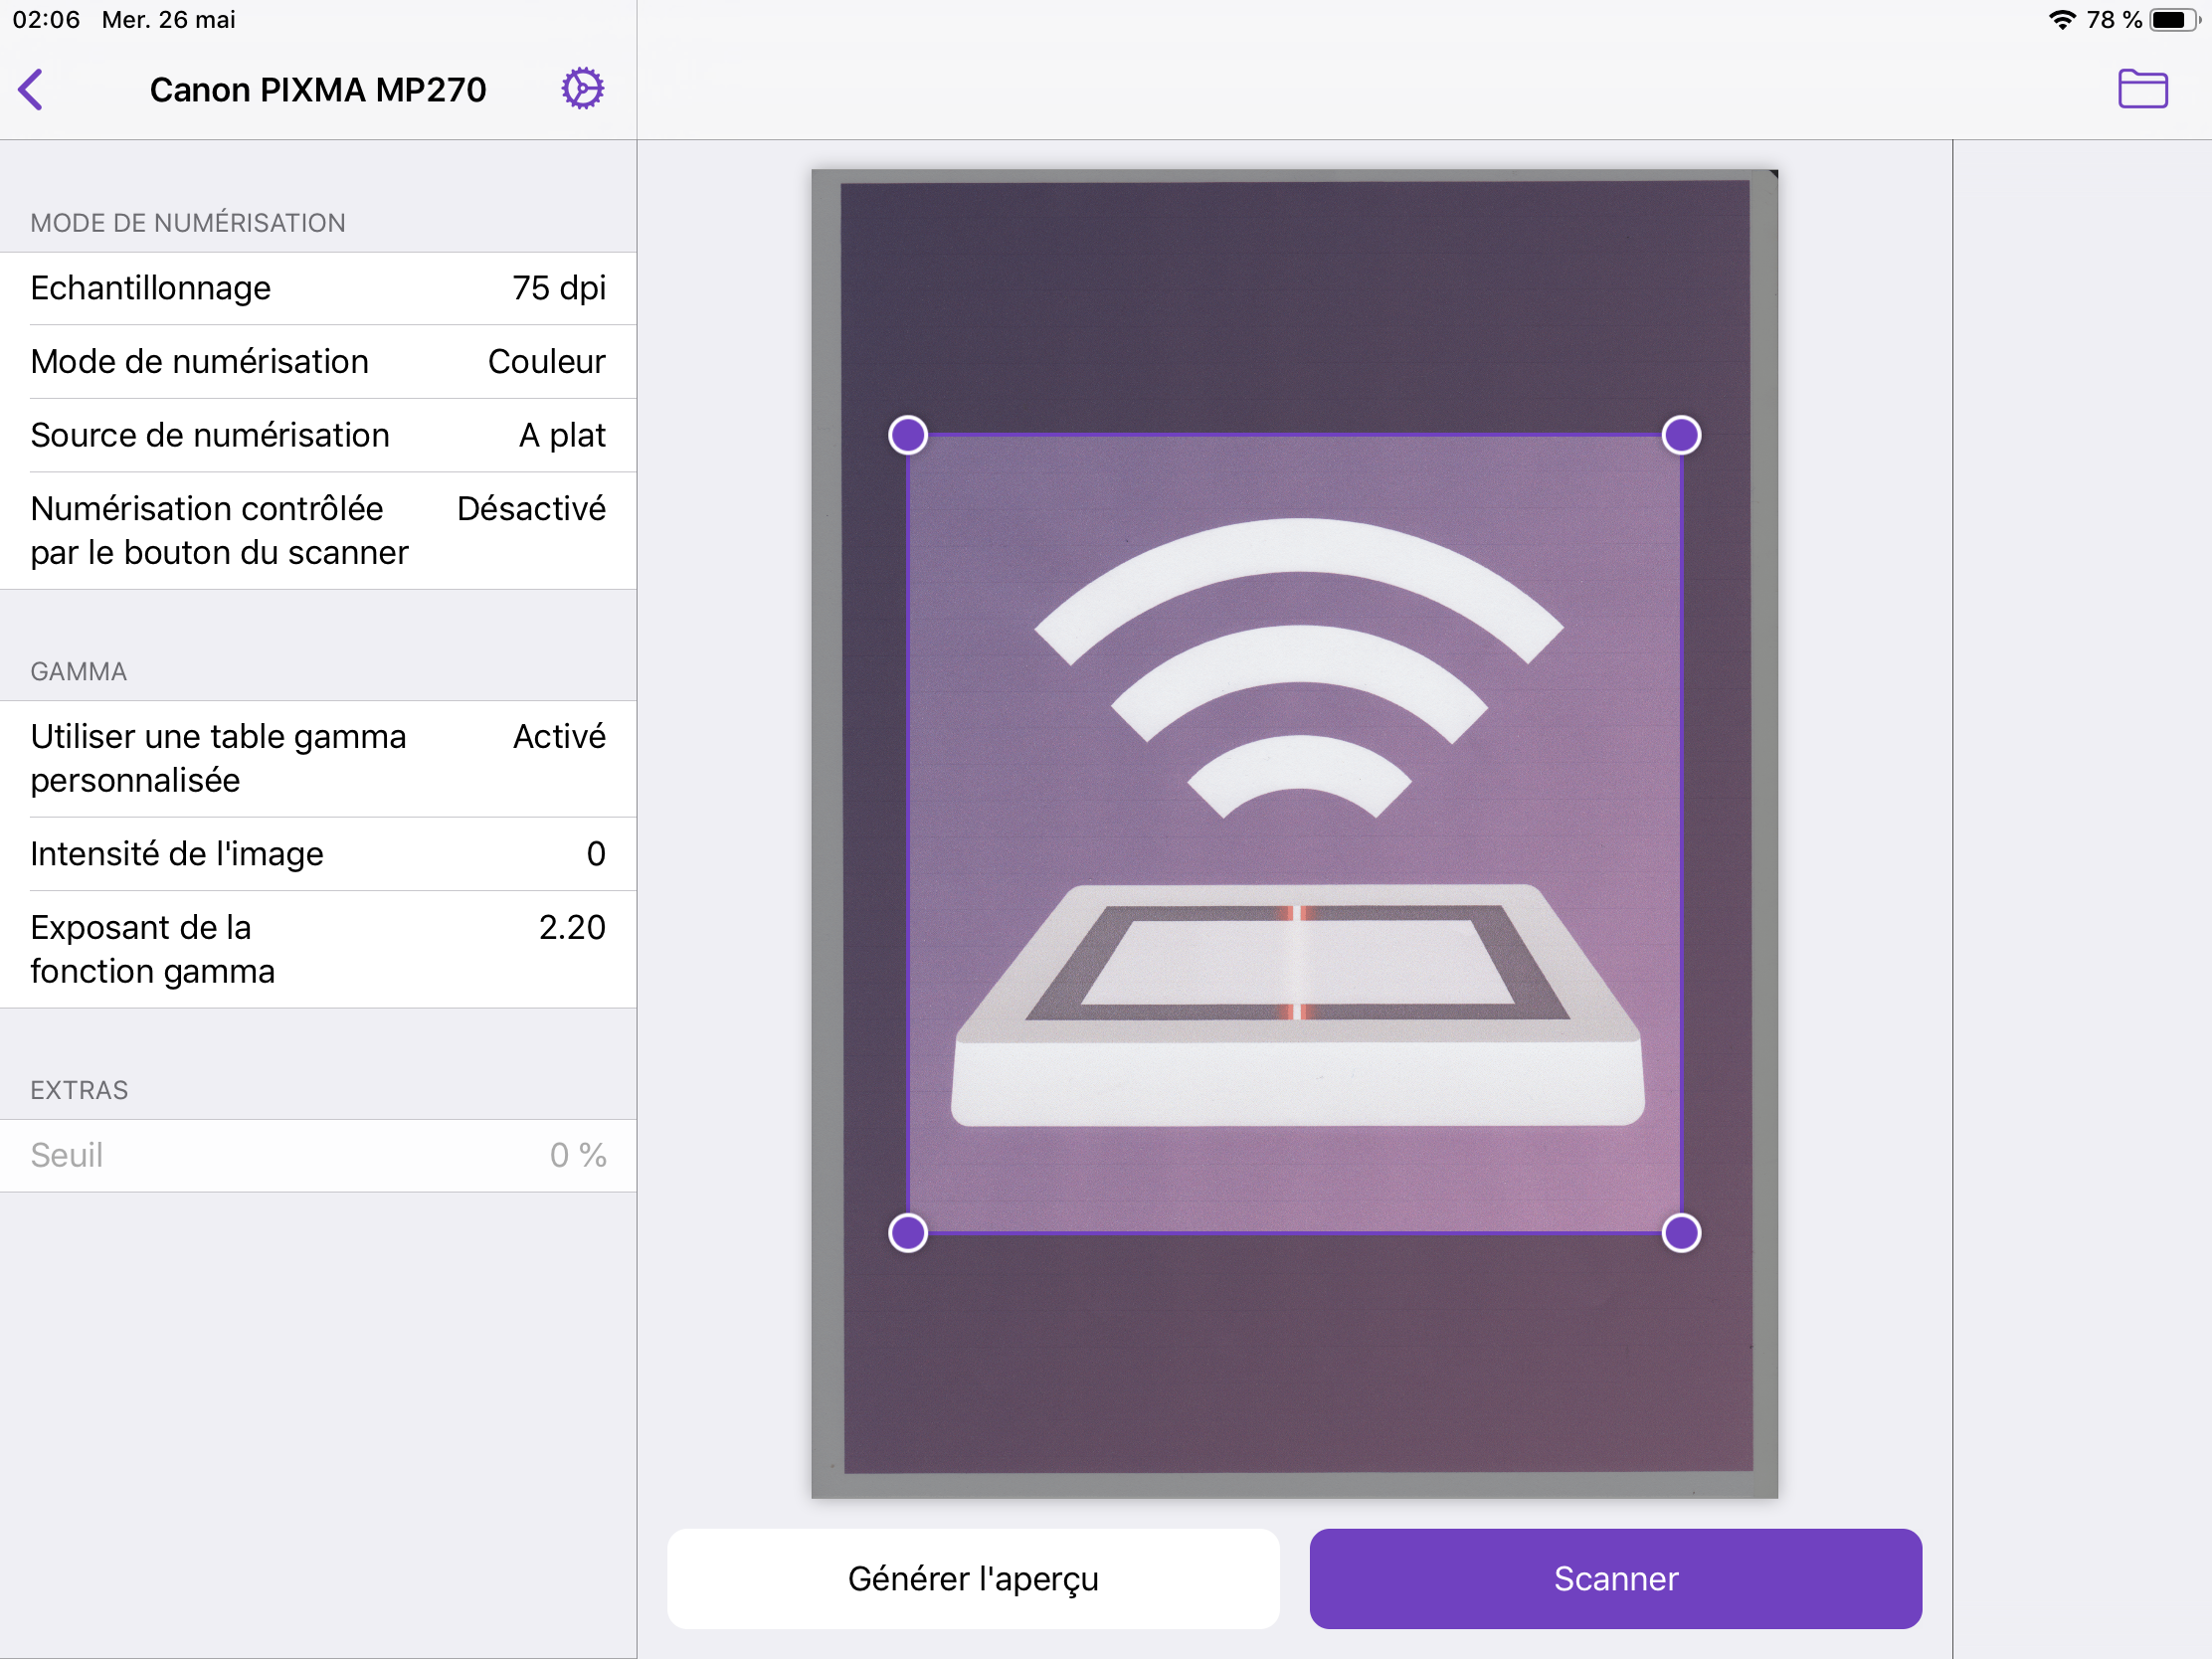 02:06 Mer. 26 mai 78 %
Canon PIXMA MP270
MODE DE NUMÉRISATION
Echantillonnage 75 dpi
Mode de numérisation Couleur
Source de numérisation A plat
Numérisation contrôlée Désactivé
par le bouton du scanner
GAMMA
Utiliser une table gamma Activé
personnalisée
Intensité de l'image 0
Exposant de la 2.20
fonction gamma
EXTRAS
Seuil 0 %
Générer l'aperçu Scanner